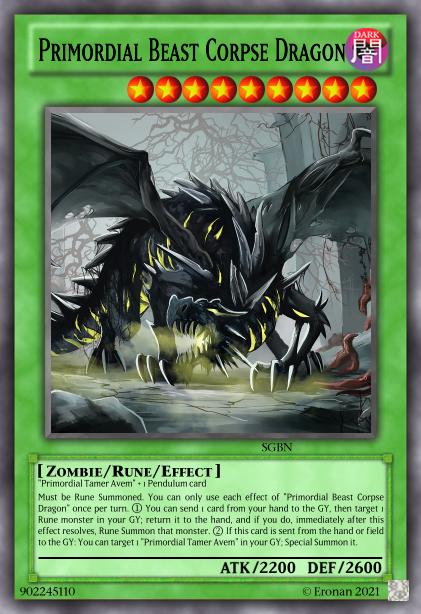 PRIMORDIAL BEAST CORPSE DRAGON
DARK
闇
SGBN
[ ZOMBIE/RUNE/EFFECT ]
"Primordial Tamer Avem" + 1 Pendulum card
Must be Rune Summoned. You can only use each effect of "Primordial Beast Corpse
Dragon" once per turn. ① You can send 1 card from your hand to the GY, then target 1
Rune monster in your GY; return it to the hand, and if you do, immediately after this
effect resolves, Rune Summon that monster. ② If this card is sent from the hand or field
to the GY: You can target 1 "Primordial Tamer Avem" in your GY; Special Summon it.
ATK/2200 DEF/2600
902245110
© Eronan 2021